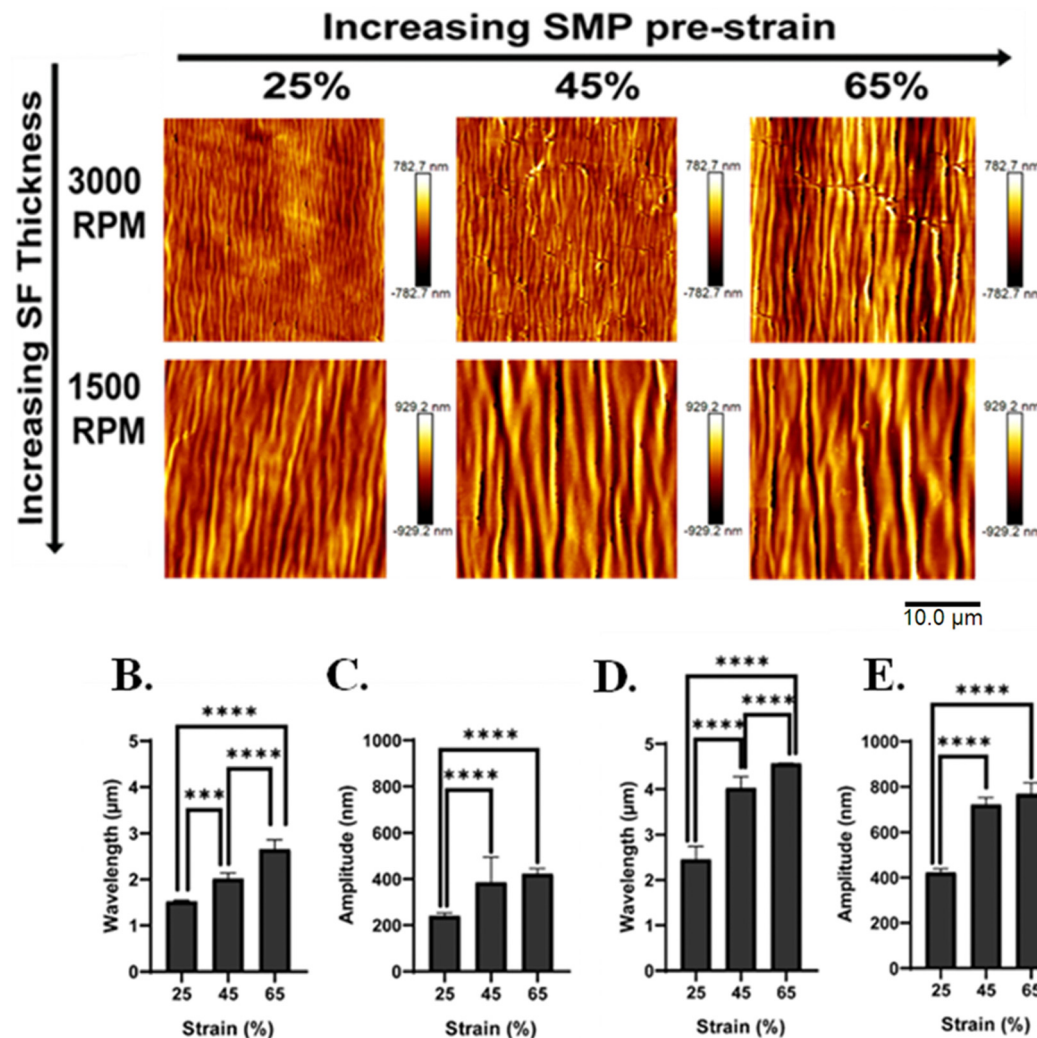 Increasing SMP pre-strain
25% 45% 65%
Increasing SF Thickness
3000
RPM
782.7 nm
-782.7 nm
782.7 nm
-782.7 nm
782.7 nm
-782.7 nm
1500
RPM
929.2 nm
-929.2 nm
929.2 nm
-929.2 nm
929.2 nm
-929.2 nm
10.0 µm
B.
****
***
****
Wavelength (µm)
5
4
3
2
1
0
25 45 65
Strain (%)
C.
****
****
Amplitude (nm)
1000
800
600
400
200
0
25 45 65
Strain (%)
D.
****
****
****
Wavelength (µm)
5
4
3
2
1
0
25 45 65
Strain (%)
E.
****
****
Amplitude (nm)
1000
800
600
400
200
0
25 45 65
Strain (%)